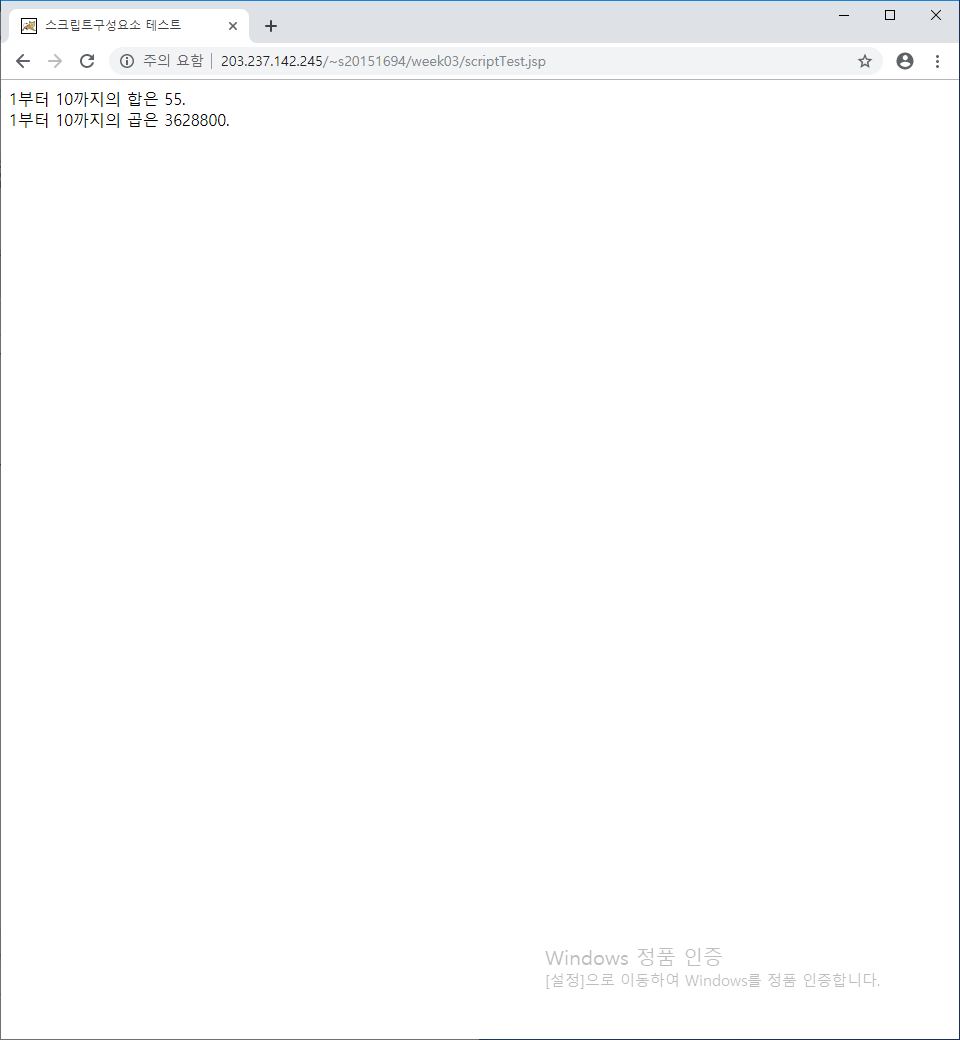 스크립트구성요소 테스트
주의 요함 | 203.237.142.245/~s20151694/week03/scriptTest.jsp
1부터 10까지의 합은 55.
1부터 10까지의 곱은 3628800.
Windows 정품 인증
[설정]으로 이동하여 Windows를 정품 인증합니다.